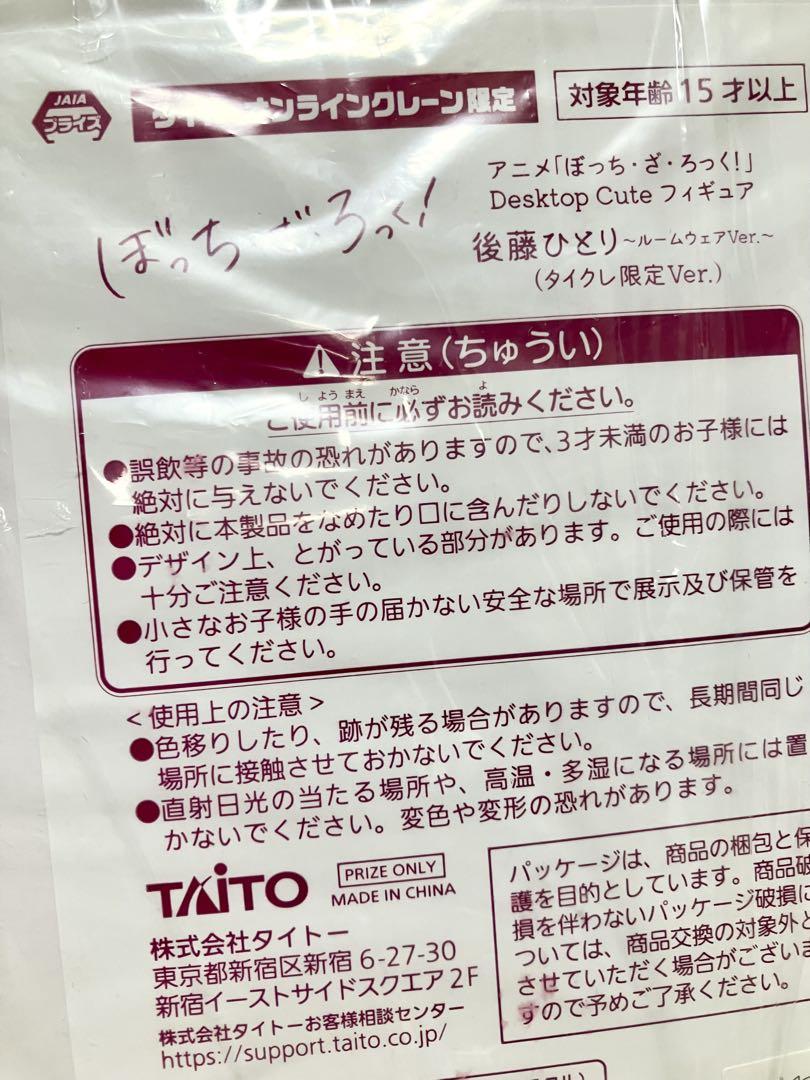 JAIA
プライズ
タイトーオンラインクレーン限定
対象年齢15才以上
ぼっち・ざ・ろっく!
アニメ「ぼっち・ざ・ろっく!」
Desktop Cute フィギュア
後藤ひとり~ルームウェアVer.~
(タイクレ限定Ver.)
注意(ちゅうい)
し よう まえ かなら よ
ご使用前に必ずお読みください。
●誤飲等の事故の恐れがありますので、3才未満のお子様には
絶対に与えないでください。
●絶対に本製品をなめたり口に含んだりしないでください。
●デザイン上、とがっている部分があります。ご使用の際には
十分ご注意ください。
●小さなお子様の手の届かない安全な場所で展示及び保管を
行ってください。
<使用上の注意>
●色移りしたり、跡が残る場合がありますので、長期間同じ
場所に接触させておかないでください。
●直射日光の当たる場所や、高温・多湿になる場所には置
かないでください。変色や変形の恐れがあります。
TAITO
PRIZE ONLY
MADE IN CHINA
株式会社タイトー
東京都新宿区新宿 6-27-30
新宿イーストサイドスクエア 2F
株式会社タイトーお客様相談センター
https://support.taito.co.jp/
パッケージは、商品の梱包と保
護を目的としています。商品破
損を伴わないパッケージ破損に
ついては、商品交換の対象外と
させていただく場合がございま
すので予めご了承ください。